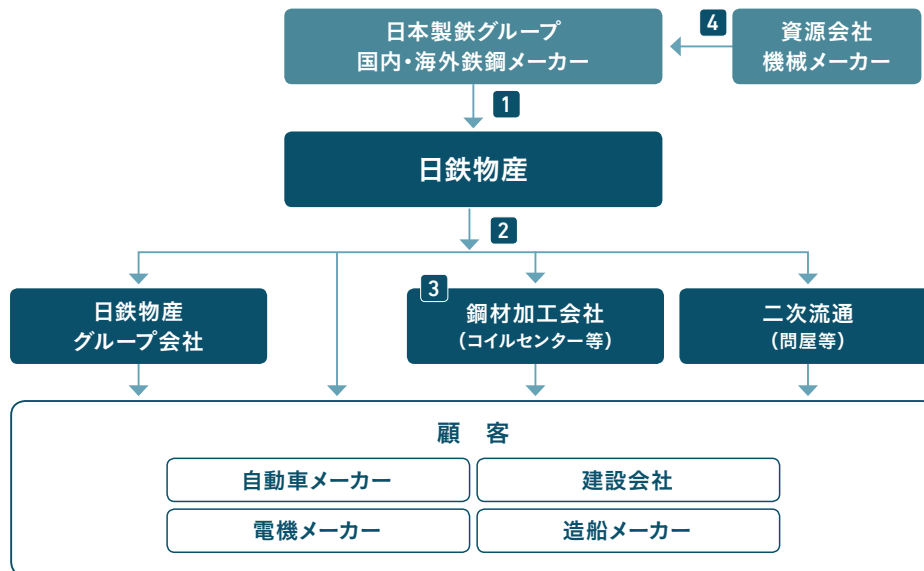 日本製鉄グループ
国内・海外鉄鋼メーカー
4
資源会社
機械メーカー
1
日鉄物産
2
日鉄物産
グループ会社
3
鋼材加工会社
(コイルセンター等)
二次流通
(問屋等)
顧 客
自動車メーカー
建設会社
電機メーカー
造船メーカー